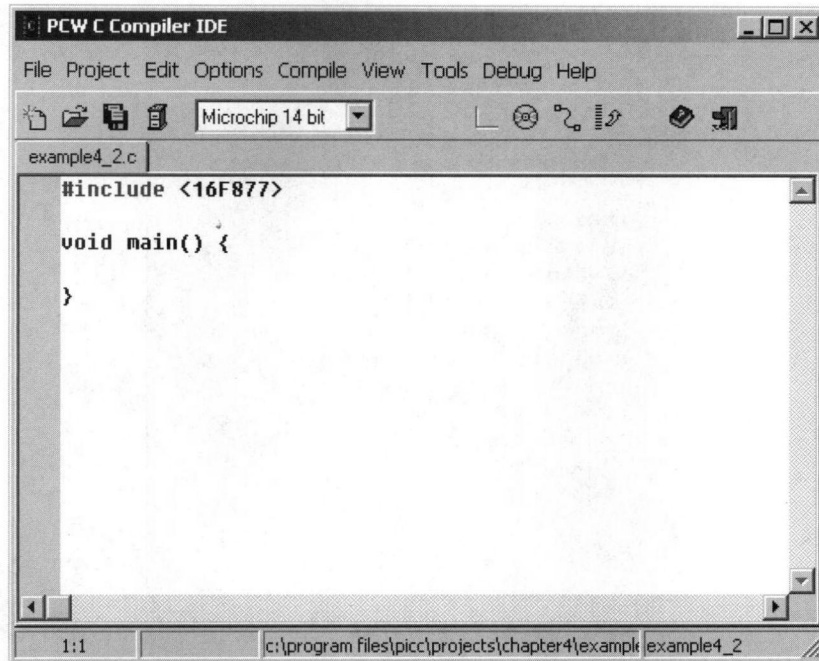 PCW C Compiler IDE
File Project Edit Options Compile View Tools Debug Help
Microchip 14 bit
example4_2.c
#include <16F877>
void main() {
}
1:1 c:\program files\picc\projects\chapter4\example example4_2